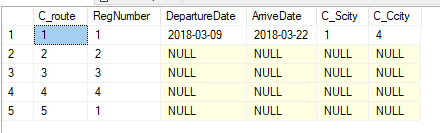 C_route RegNumber DepartureDate ArriveDate C_Scity C_Ccity
1 1 1 2018-03-09 2018-03-22 1 4
2 2 2 NULL NULL NULL NULL
3 3 3 NULL NULL NULL NULL
4 4 4 NULL NULL NULL NULL
5 5 1 NULL NULL NULL NULL